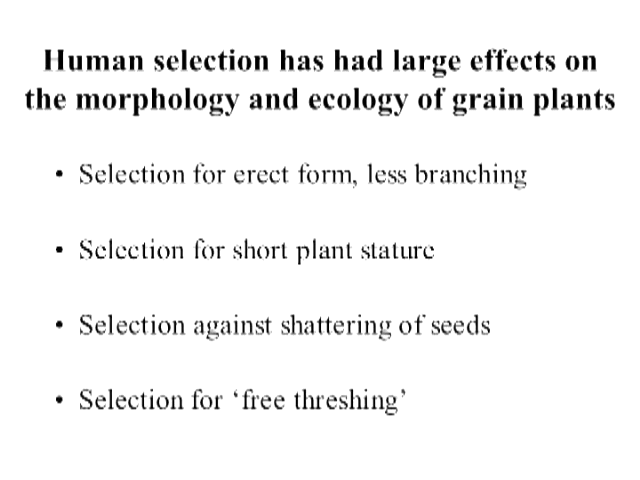 Human selection has had large effects on
the morphology and ecology of grain plants
• Selection for erect form, less branching
• Selection for short plant stature
• Selection against shattering of seeds
• Selection for ‘free threshing’